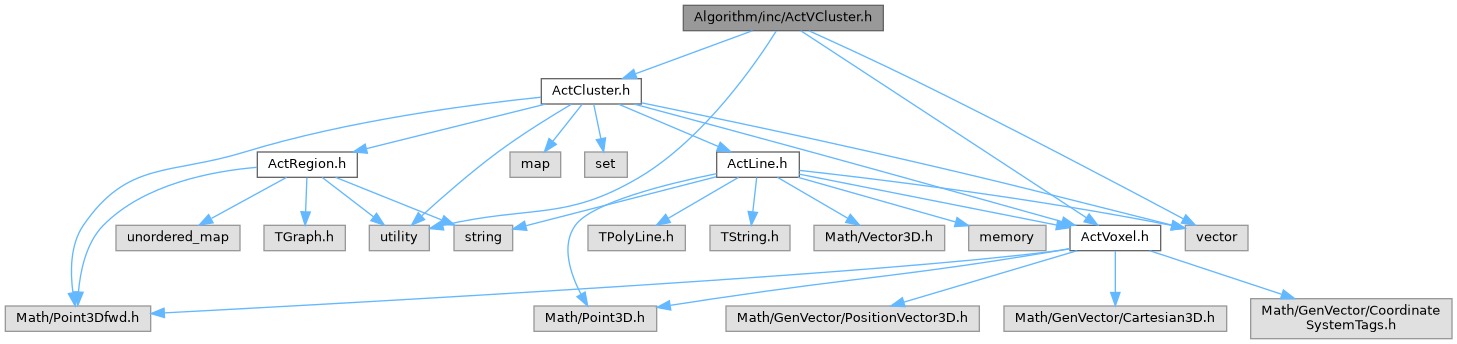 Algorithm/inc/ActVCluster.h
ActCluster.h
ActRegion.h
map
set
ActLine.h
unordered_map
TGraph.h
utility
string
TPolyLine.h
TString.h
Math/Vector3D.h
memory
ActVoxel.h
vector
Math/Point3Dfwd.h
Math/Point3D.h
Math/GenVector/PositionVector3D.h
Math/GenVector/Cartesian3D.h
Math/GenVector/Coordinate
SystemTags.h